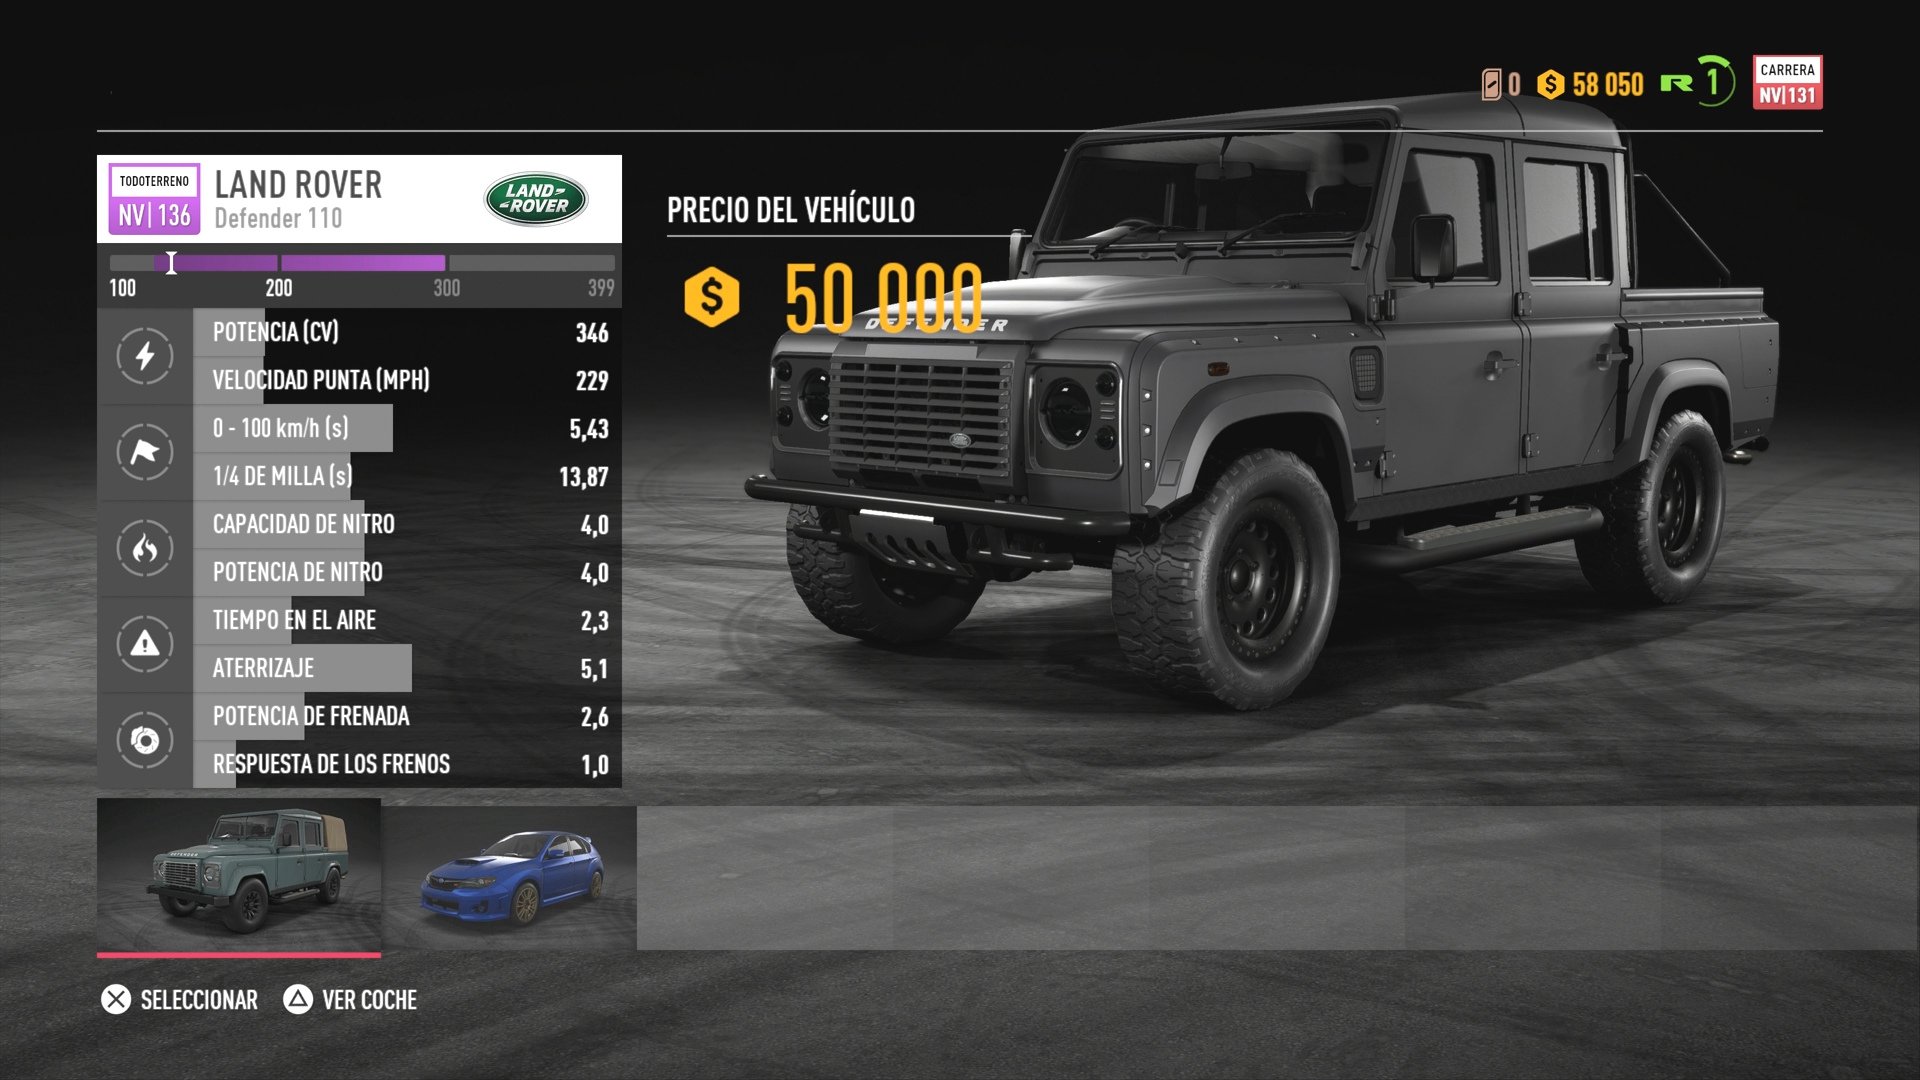 0 58 050 R 1 CARRERA
NV|131
TODOTERRENO
NV| 136
LAND ROVER
Defender 110
LAND-
-ROVER
100 200 300 399
POTENCIA (CV) 346
VELOCIDAD PUNTA (MPH) 229
0 - 100 km/h (s) 5,43
1/4 DE MILLA (s) 13,87
CAPACIDAD DE NITRO 4,0
POTENCIA DE NITRO 4,0
TIEMPO EN EL AIRE 2,3
ATERRIZAJE 5,1
POTENCIA DE FRENADA 2,6
RESPUESTA DE LOS FRENOS 1,0
PRECIO DEL VEHÍCULO
$ 50 000
DEFENDER
SELECCIONAR VER COCHE